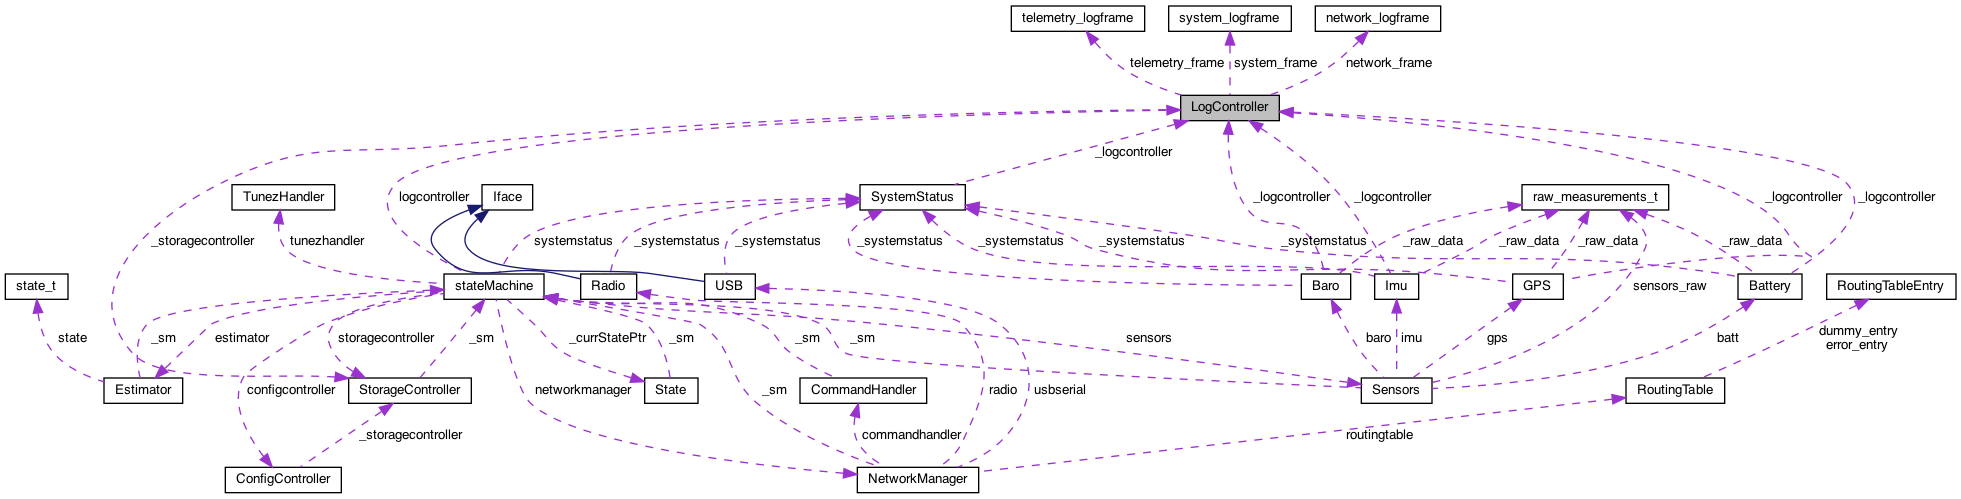 telemetry_logframe
system_logframe
network_logframe
telemetry_frame
system_frame
network_frame
LogController
_logcontroller
TunezHandler
logcontroller
Iface
SystemStatus
_logcontroller
_logcontroller
raw_measurements_t
_logcontroller
_logcontroller
_storagecontroller
tunezhandler
systemstatus
_systemstatus
_systemstatus
_systemstatus
_systemstatus
_systemstatus
_systemstatus
_raw_data
_raw_data
_raw_data
_raw_data
state_t
stateMachine
Radio
USB
Baro
Imu
GPS
sensors_raw
Battery
RoutingTableEntry
state
_sm
estimator
storagecontroller
_sm
_currStatePtr
_sm
_sm
_sm
sensors
baro
imu
gps
batt
dummy_entry
error_entry
Estimator
configcontroller
StorageController
networkmanager
State
_sm
CommandHandler
radio
usbserial
Sensors
RoutingTable
_storagecontroller
commandhandler
routingtable
ConfigController
NetworkManager